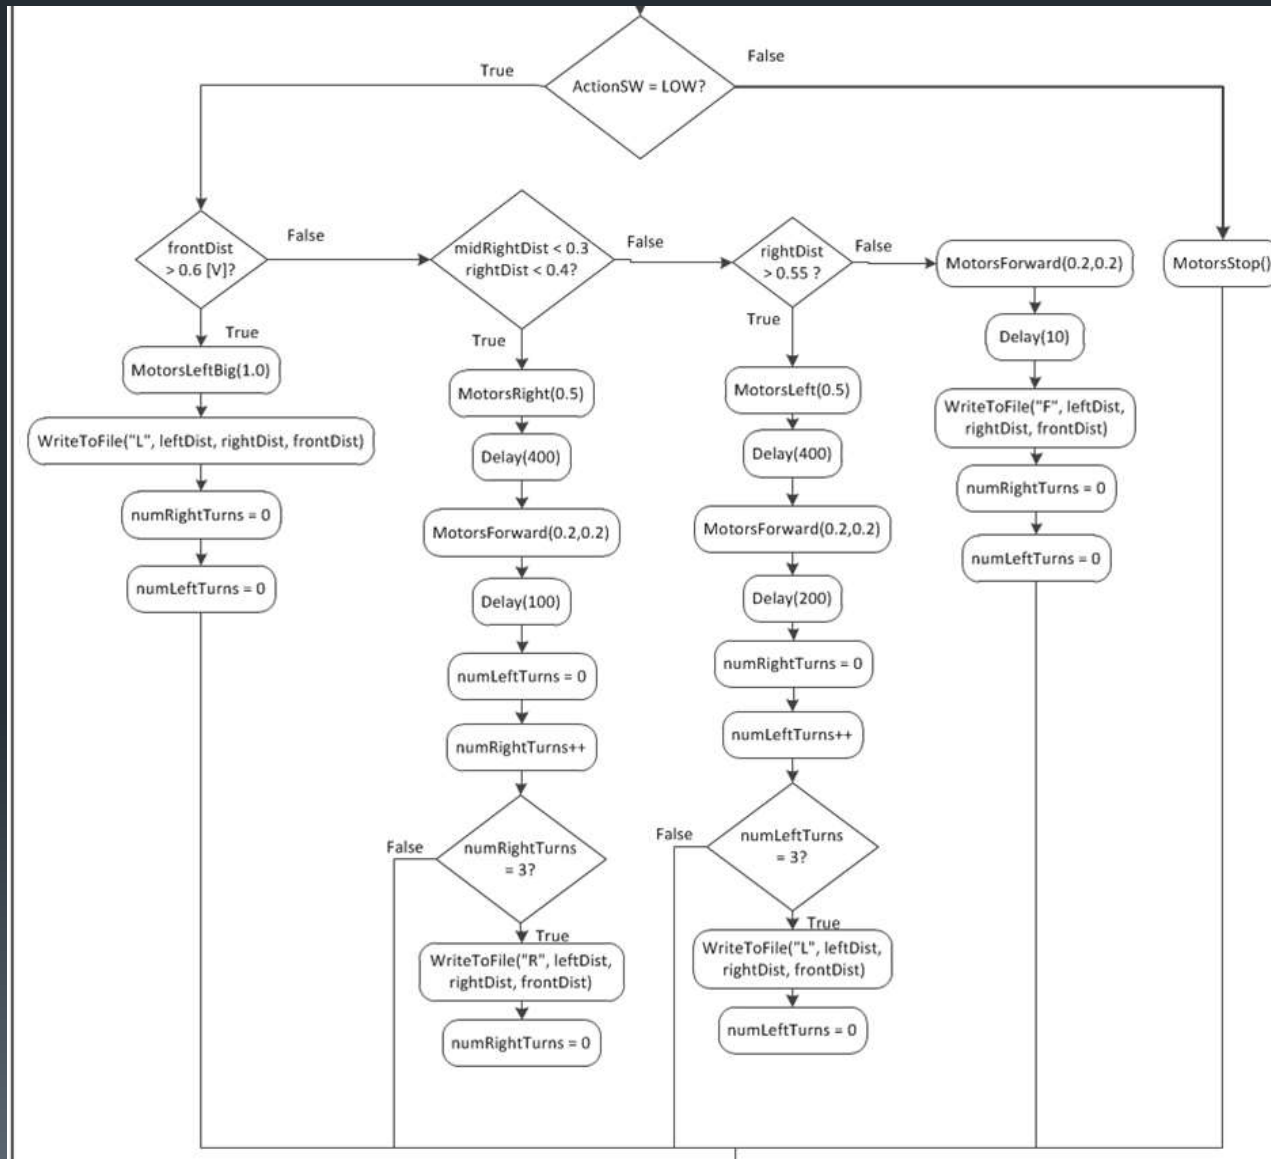 ActionSW = LOW?
True
False
frontDist
> 0.6 [V]?
False
True
MotorsLeftBig(1.0)
WriteToFile("L", leftDist, rightDist, frontDist)
numRightTurns = 0
numLeftTurns = 0
midRightDist < 0.3
rightDist < 0.4?
False
True
MotorsRight(0.5)
Delay(400)
MotorsForward(0.2,0.2)
Delay(100)
numLeftTurns = 0
numRightTurns++
numRightTurns
= 3?
False
True
WriteToFile("R", leftDist,
rightDist, frontDist)
numRightTurns = 0
rightDist
> 0.55 ?
False
True
MotorsLeft(0.5)
Delay(400)
MotorsForward(0.2,0.2)
Delay(200)
numRightTurns = 0
numLeftTurns++
numLeftTurns
= 3?
False
True
WriteToFile("L", leftDist,
rightDist, frontDist)
numLeftTurns = 0
MotorsForward(0.2,0.2)
Delay(10)
WriteToFile("F", leftDist,
rightDist, frontDist)
numRightTurns = 0
numLeftTurns = 0
MotorsStop()